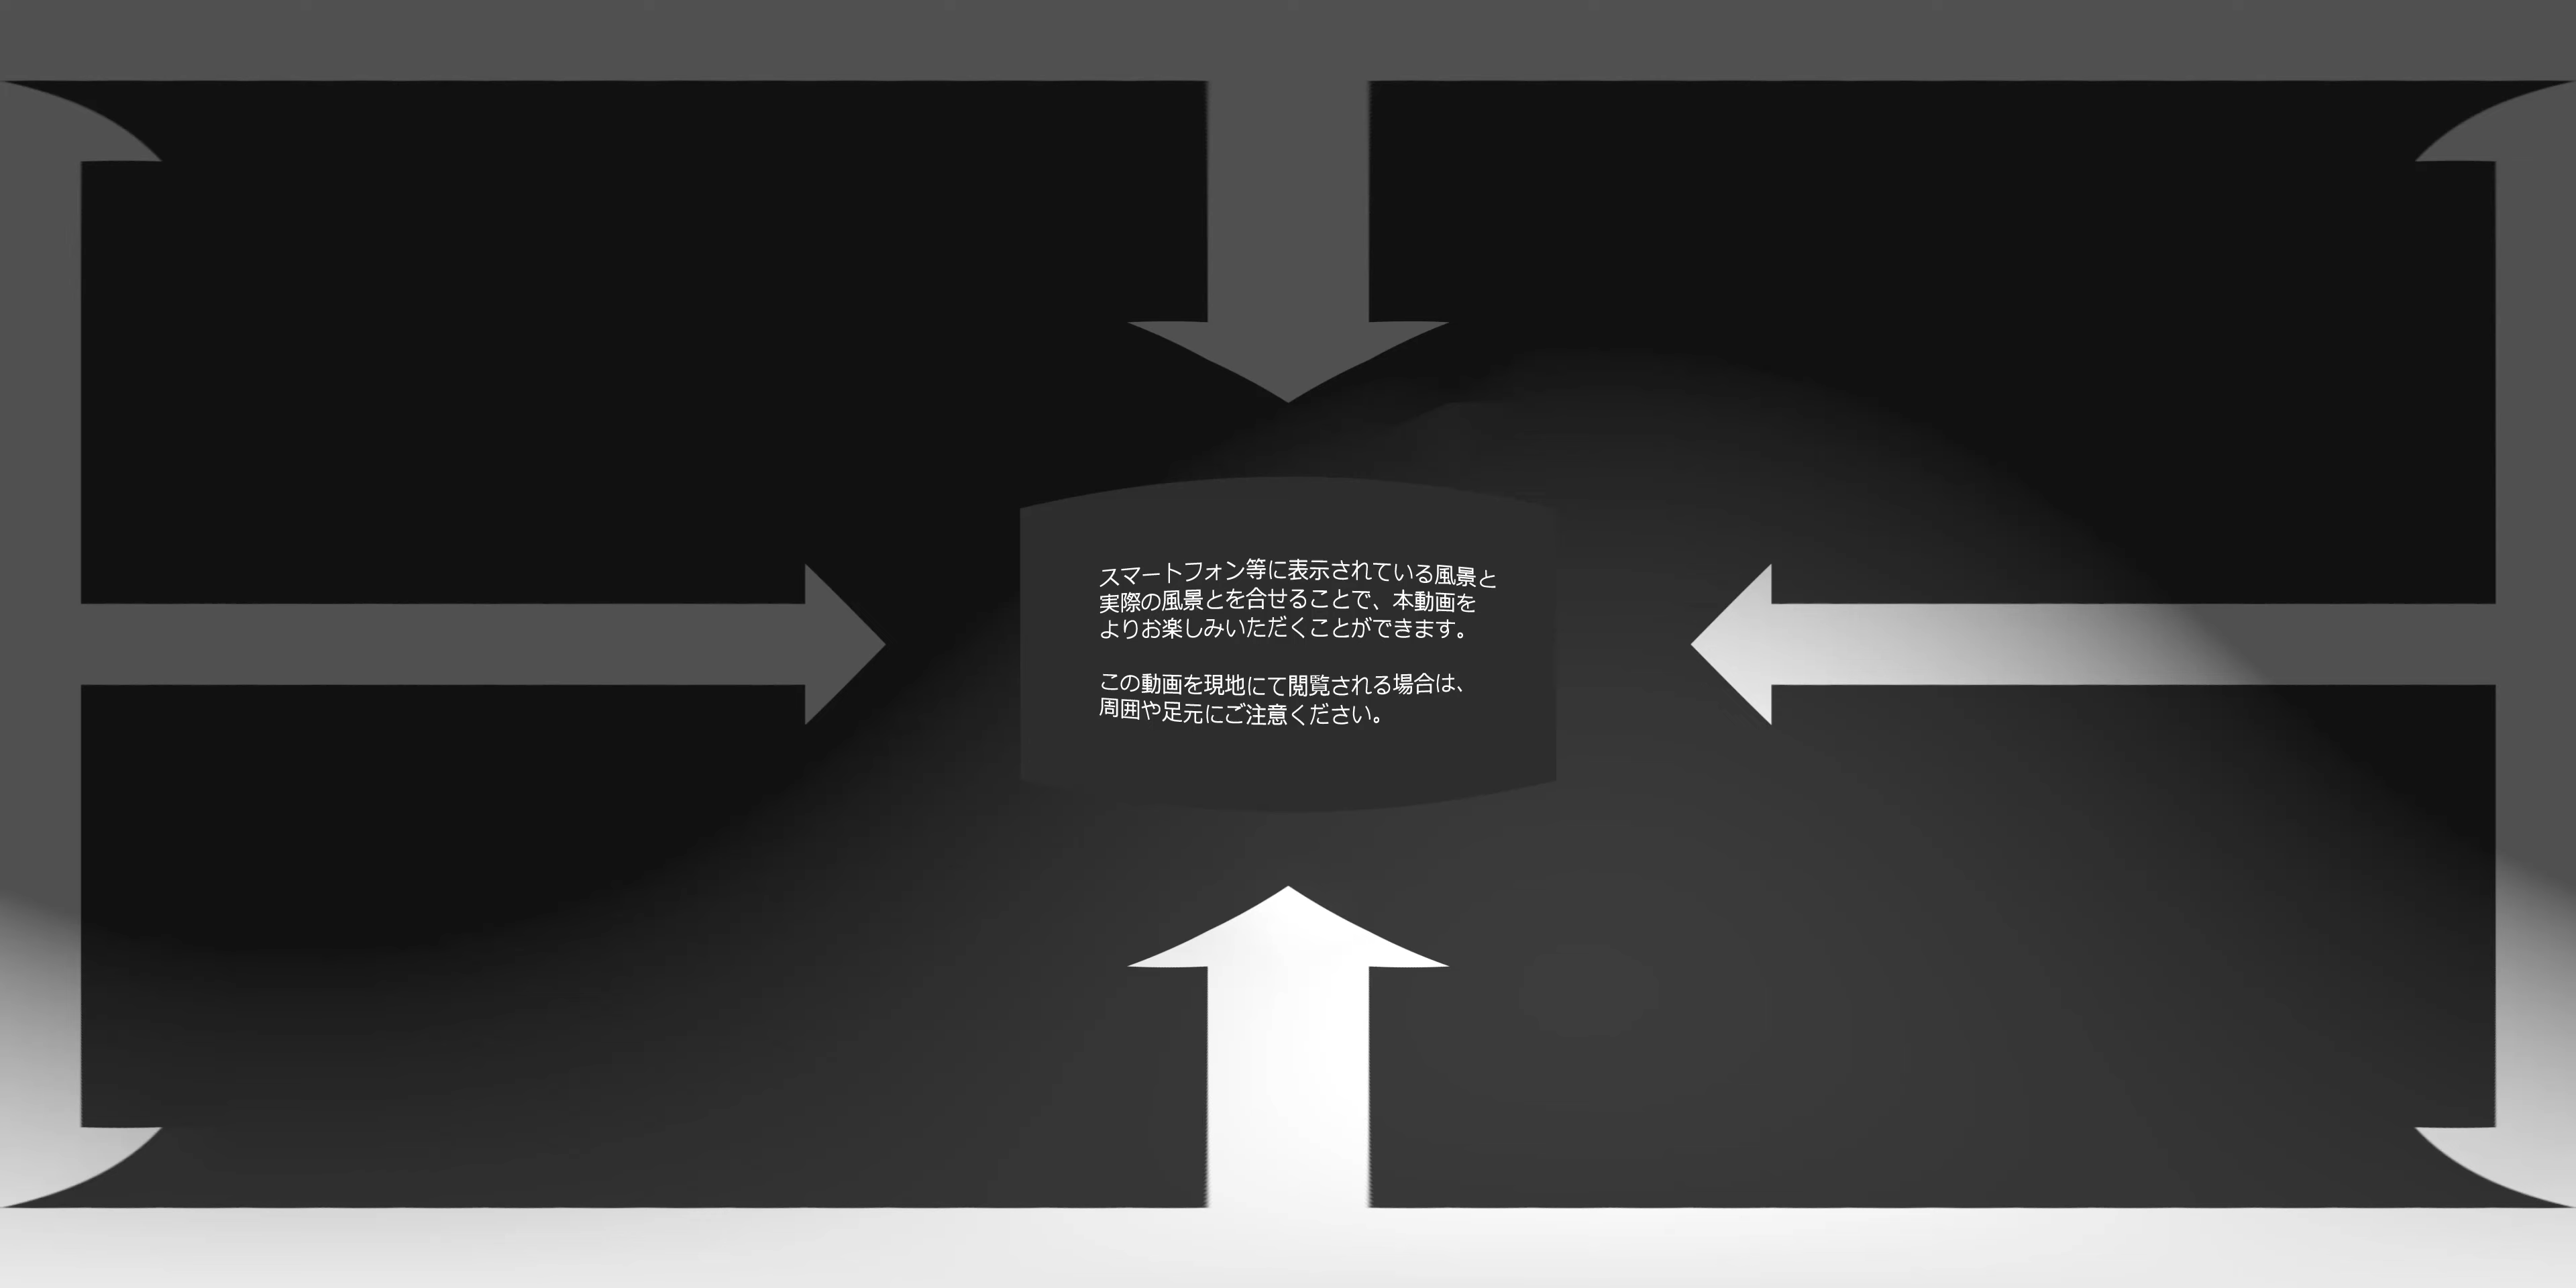 スマートフォン等に表示されている風景と
実際の風景とを合せることで、本動画を
よりお楽しみいただくことができます。
この動画を現地にて閲覧される場合は、
周囲や足元にご注意ください。